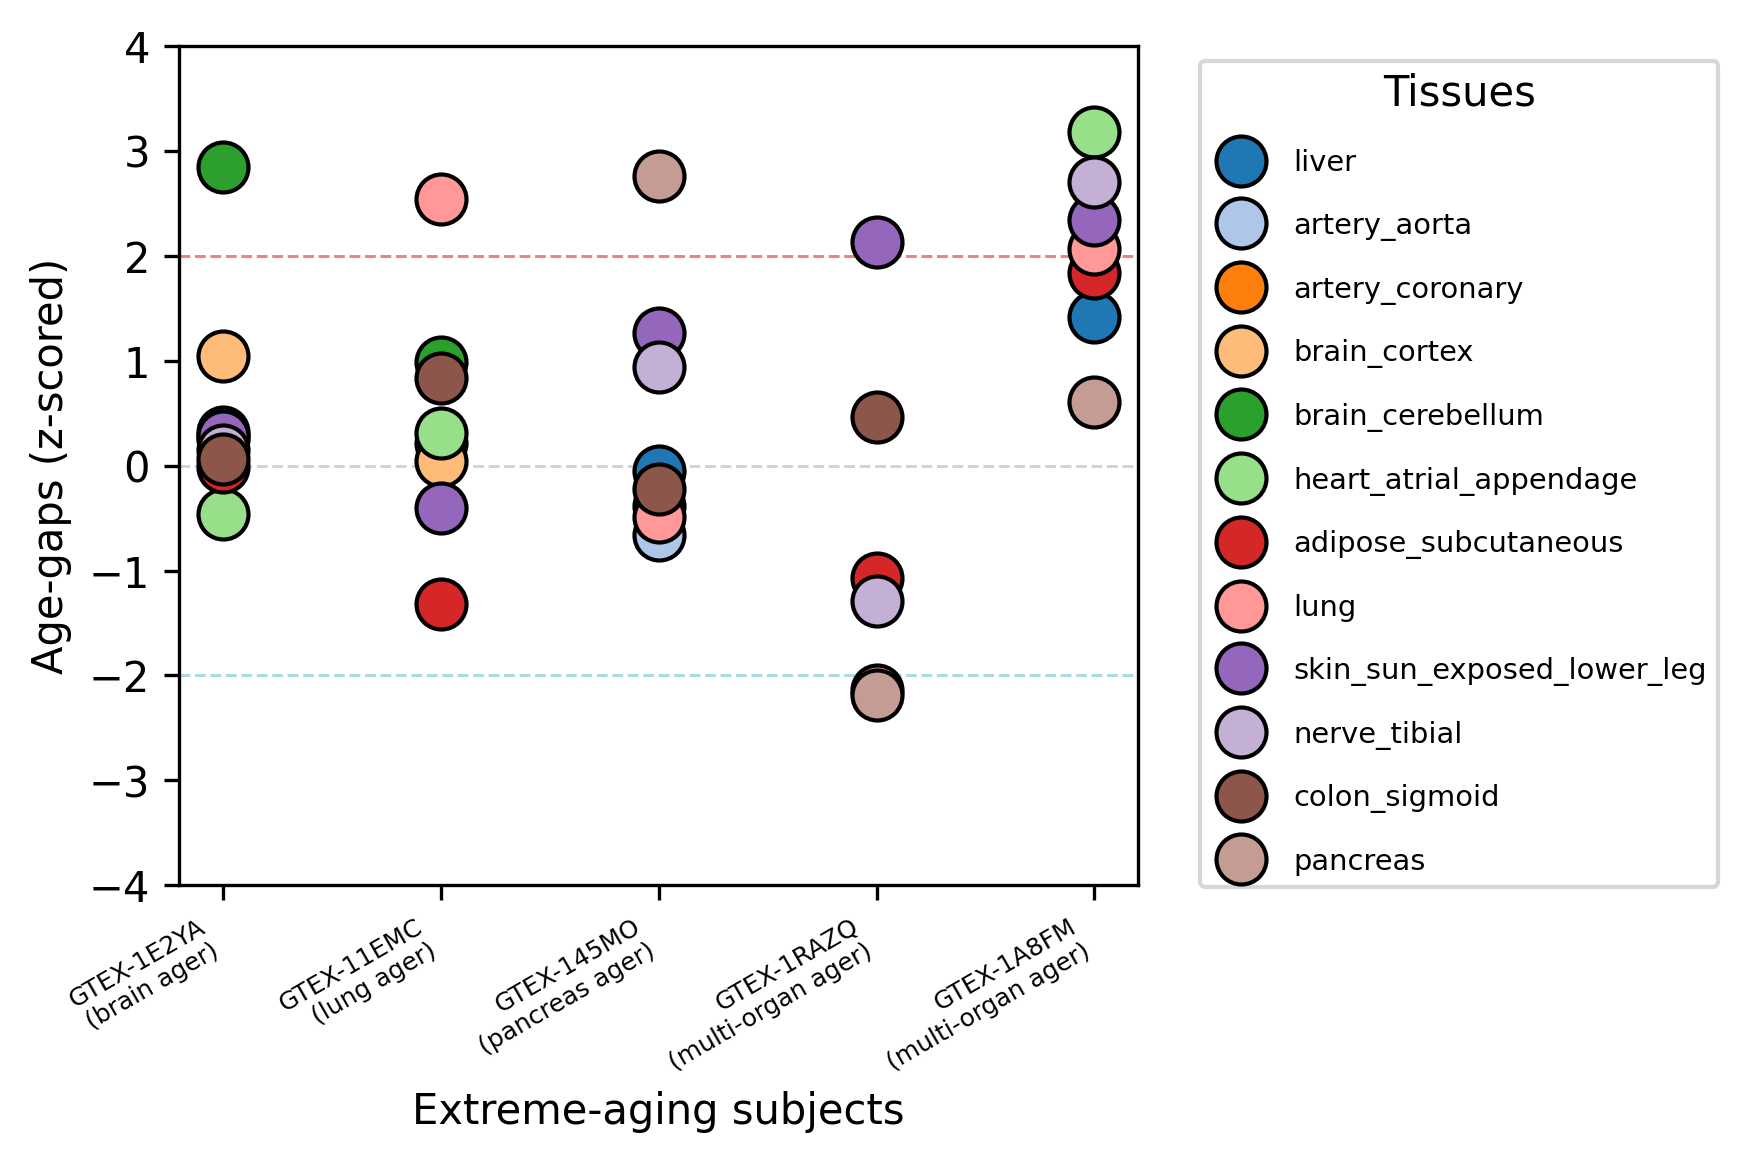 4
3
2
1
0
−1
−2
−3
−4
Age-gaps (z-scored)
GTEX-1E2YA
(brain ager)
GTEX-11EMC
(lung ager)
GTEX-145MO
(pancreas ager)
GTEX-1RAZQ
(multi-organ ager)
GTEX-1A8FM
(multi-organ ager)
Extreme-aging subjects
Tissues
liver
artery_aorta
artery_coronary
brain_cortex
brain_cerebellum
heart_atrial_appendage
adipose_subcutaneous
lung
skin_sun_exposed_lower_leg
nerve_tibial
colon_sigmoid
pancreas